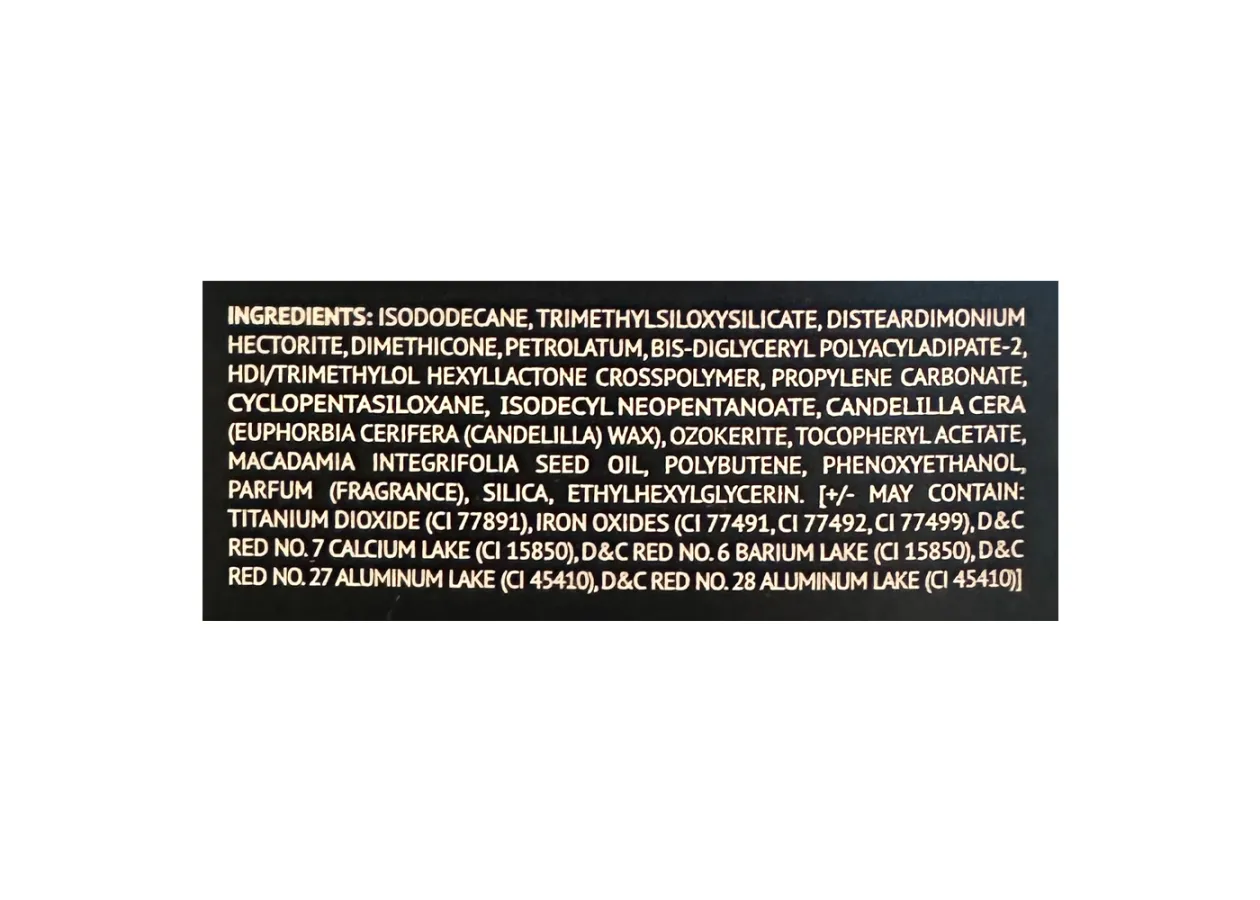 INGREDIENTS: ISODODECANE, TRIMETHYLSILOXYSILICATE, DISTEARDIMONIUM
HECTORITE, DIMETHICONE, PETROLATUM, BIS-DIGLYCERYL POLYACYLADIPATE-2,
HDI/TRIMETHYLOL HEXYLLACTONE CROSSPOLYMER, PROPYLENE CARBONATE,
CYCLOPENTASILOXANE, ISODECYL NEOPENTANOATE, CANDELILLA CERA
(EUPHORBIA CERIFERA (CANDELILLA) WAX), OZOKERITE, TOCOPHERYL ACETATE,
MACADAMIA INTEGRIFOLIA SEED OIL, POLYBUTENE, PHENOXYETHANOL,
PARFUM (FRAGRANCE), SILICA, ETHYLHEXYLGLYCERIN. [+/- MAY CONTAIN:
TITANIUM DIOXIDE (CI 77891), IRON OXIDES (CI 77491, CI 77492, CI 77499), D&C
RED NO. 7 CALCIUM LAKE (CI 15850), D&C RED NO. 6 BARIUM LAKE (CI 15850), D&C
RED NO. 27 ALUMINUM LAKE (CI 45410), D&C RED NO. 28 ALUMINUM LAKE (CI 45410)]